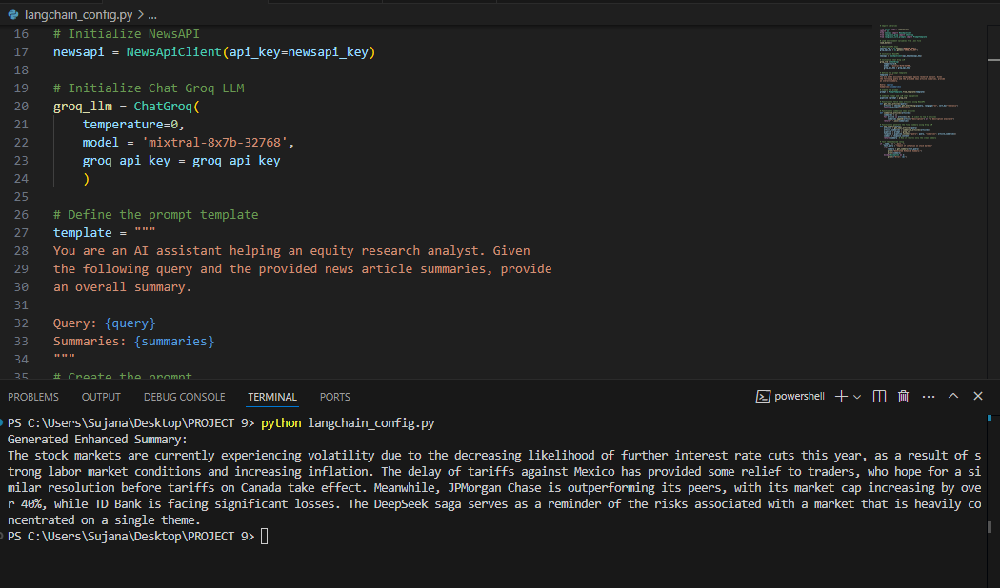 langchain_config.py > ...
16 # Initialize NewsAPI
17 newsapi = NewsApiClient(api_key=newsapi_key)
18
19 # Initialize Chat Groq LLM
20 groq_llm = ChatGroq(
21     temperature=0,
22     model = 'mixtral-8x7b-32768',
23     groq_api_key = groq_api_key
24     )
25
26 # Define the prompt template
27 template = """
28 You are an AI assistant helping an equity research analyst. Given
29 the following query and the provided news article summaries, provide
30 an overall summary.
31
32 Query: {query}
33 Summaries: {summaries}
34 """
35 # Create the prompt
PROBLEMS OUTPUT DEBUG CONSOLE TERMINAL PORTS powershell
PS C:\Users\Sujana\Desktop\PROJECT 9> python langchain_config.py
Generated Enhanced Summary:
The stock markets are currently experiencing volatility due to the decreasing likelihood of further interest rate cuts this year, as a result of s
trong labor market conditions and increasing inflation. The delay of tariffs against Mexico has provided some relief to traders, who hope for a si
milar resolution before tariffs on Canada take effect. Meanwhile, JPMorgan Chase is outperforming its peers, with its market cap increasing by ove
r 40%, while TD Bank is facing significant losses. The DeepSeek saga serves as a reminder of the risks associated with a market that is heavily co
ncentrated on a single theme.
PS C:\Users\Sujana\Desktop\PROJECT 9>